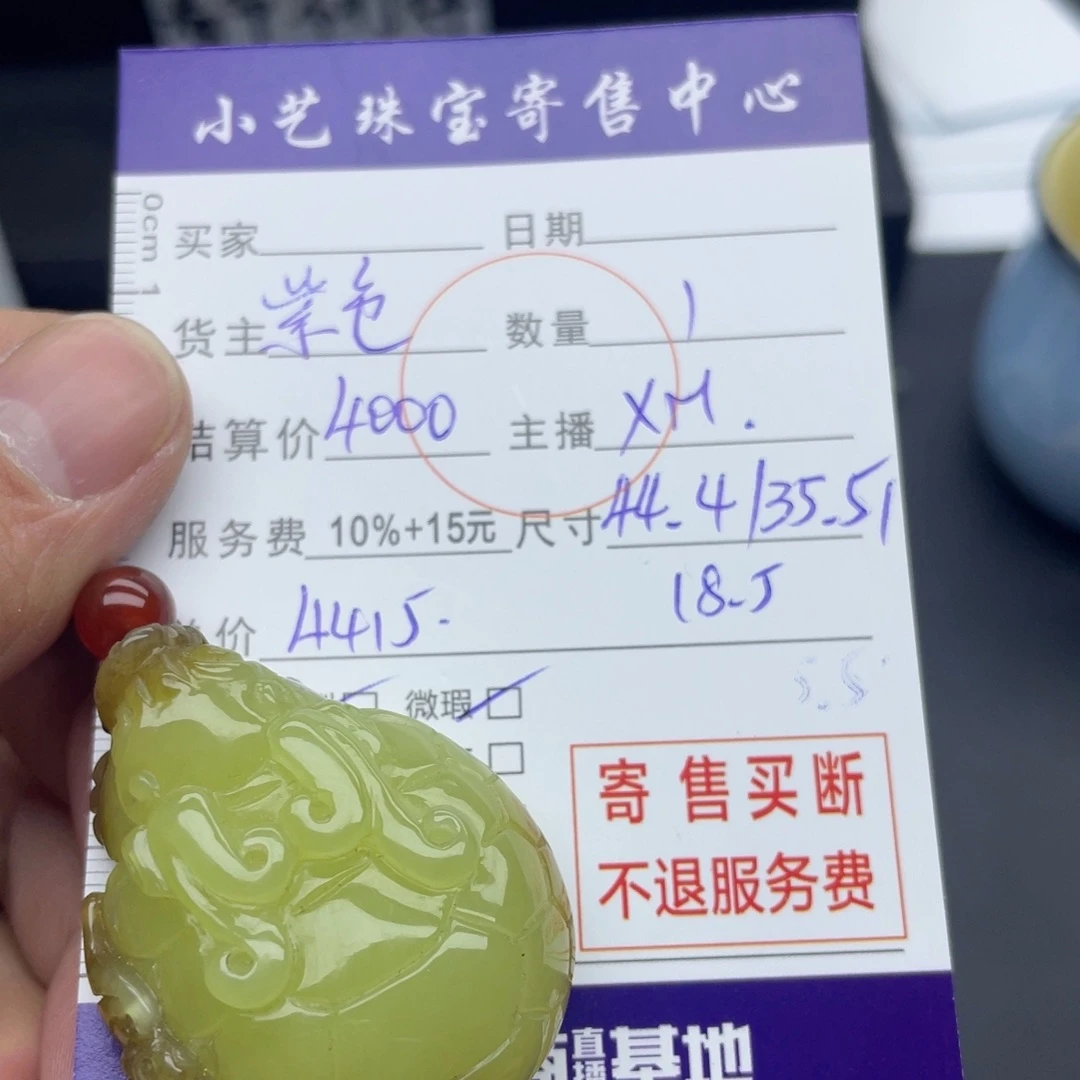 小艺珠宝寄售中心
0cm 1
买家 日期
货主 紫色 数量 1
结算价 4000 主播 XM.
服务费 10%+15元 尺寸 44.4/35.51
18.5
价 4415.
微瑕
寄售买断
不退服务费
直播基地